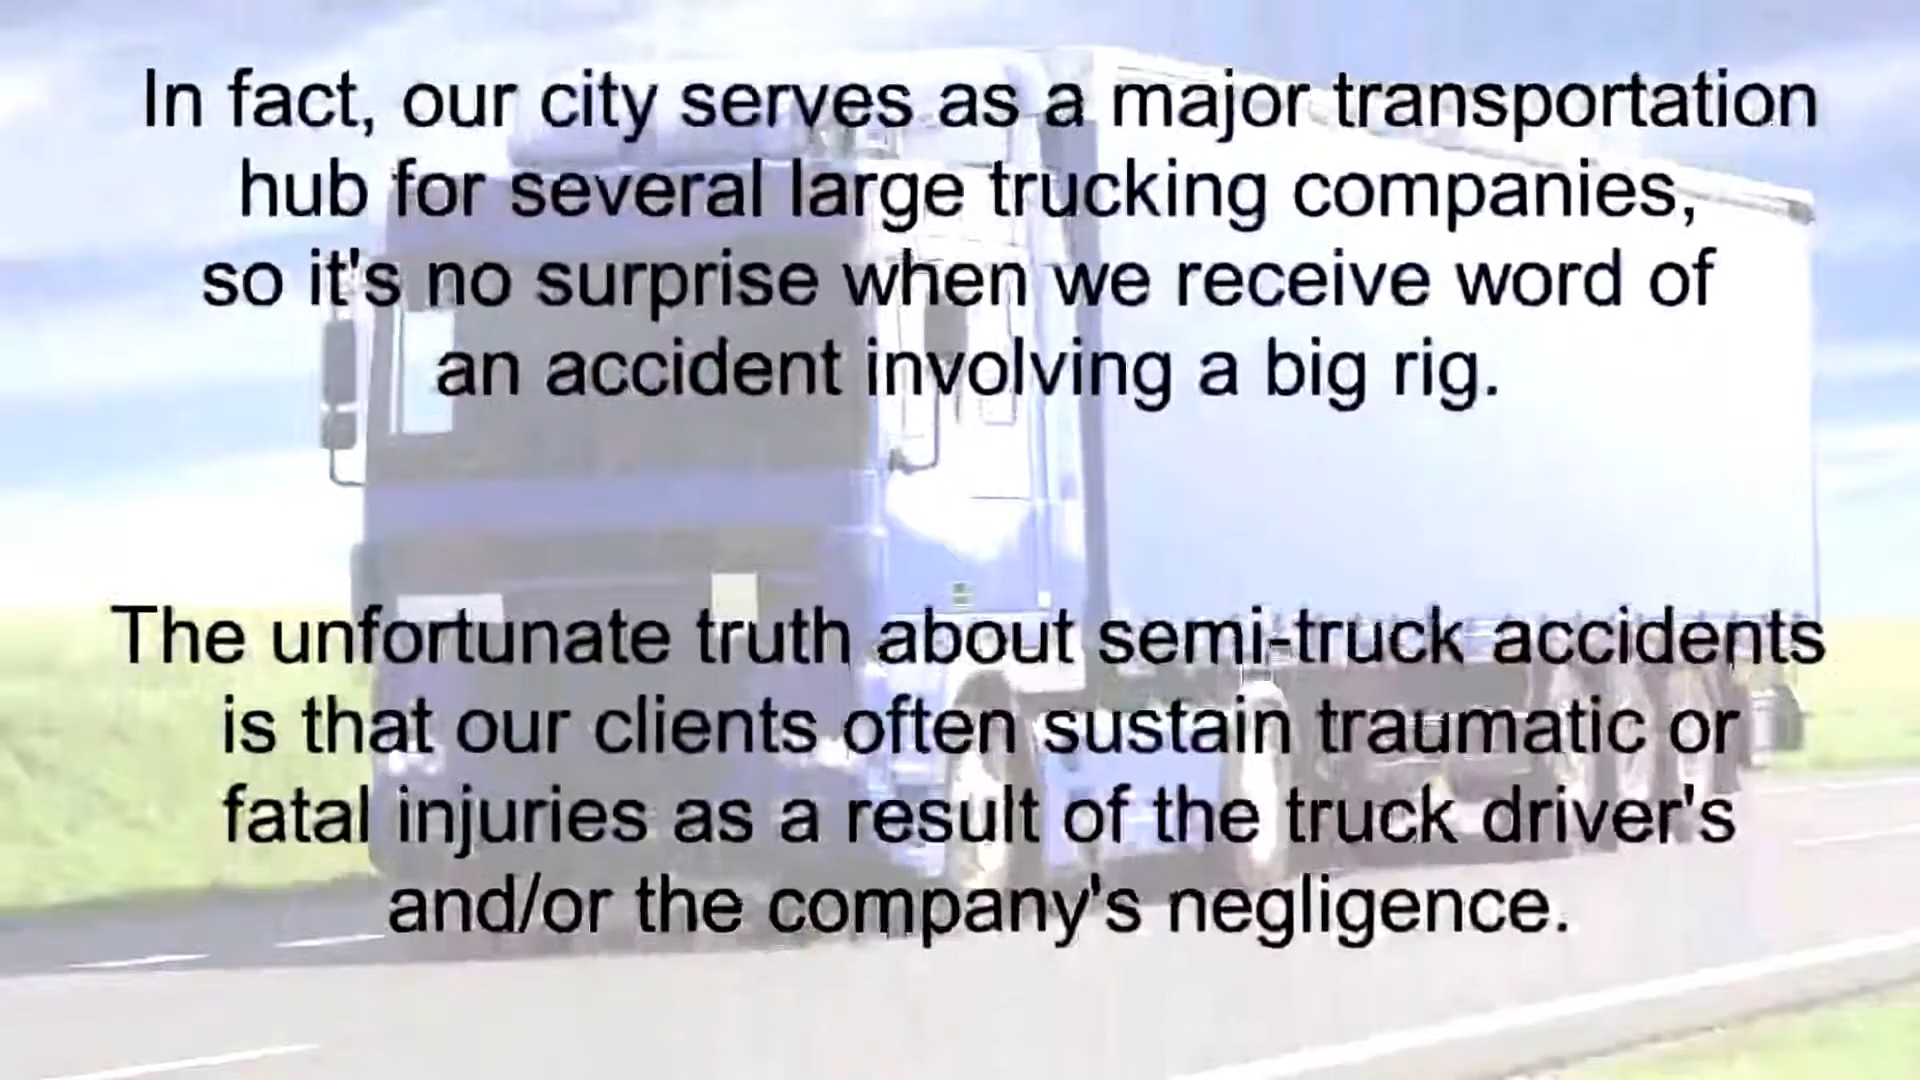 In fact, our city serves as a major transportation
hub for several large trucking companies,
so it's no surprise when we receive word of
an accident involving a big rig.
The unfortunate truth about semi-truck accidents
is that our clients often sustain traumatic or
fatal injuries as a result of the truck driver's
and/or the company's negligence.